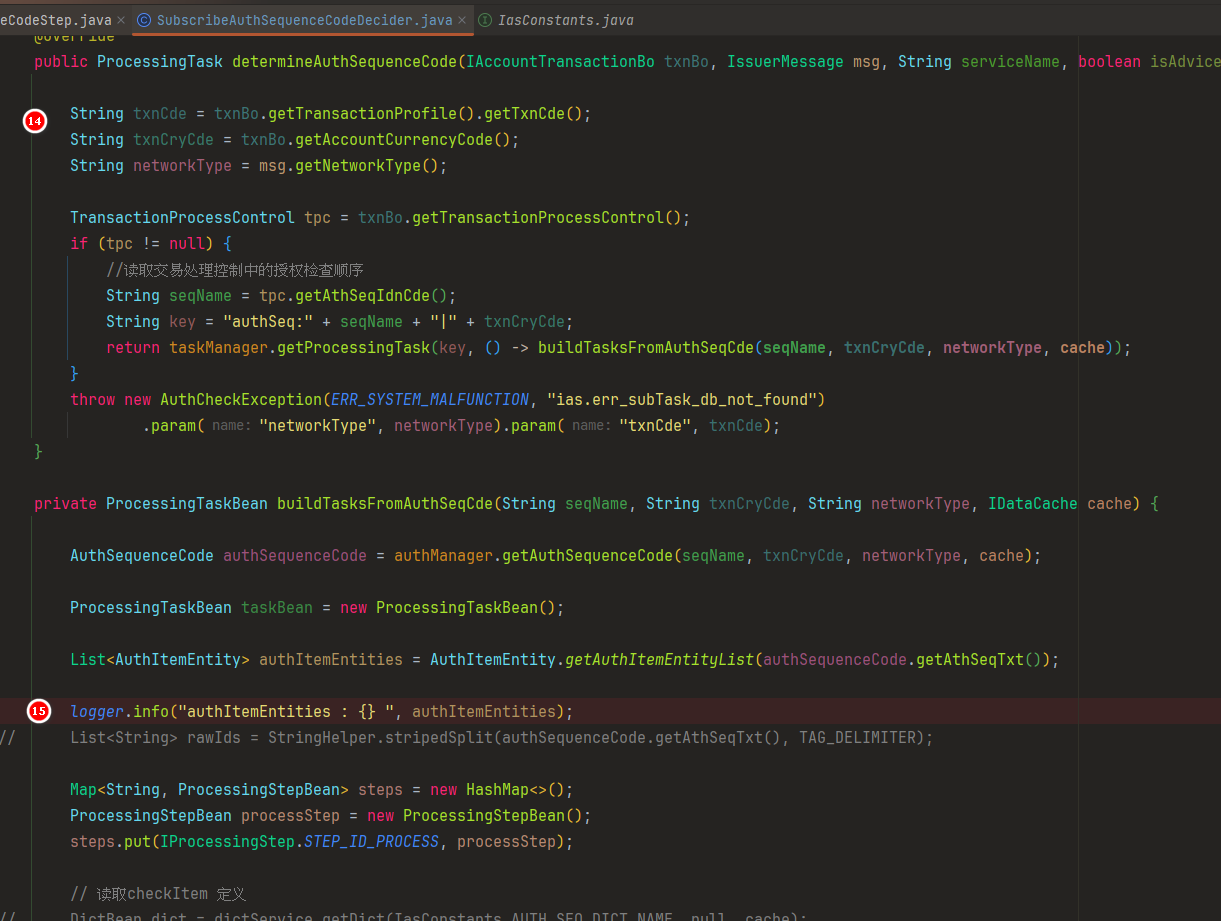 eCodeStep.java × SubscribeAuthSequenceCodeDecider.java × IasConstants.java
@Override
public ProcessingTask determineAuthSequenceCode(IAccountTransactionBo txnBo, IssuerMessage msg, String serviceName, boolean isAdvice
14 String txnCde = txnBo.getTransactionProfile().getTxnCde();
String txnCryCde = txnBo.getAccountCurrencyCode();
String networkType = msg.getNetworkType();
TransactionProcessControl tpc = txnBo.getTransactionProcessControl();
if (tpc != null) {
//读取交易处理控制中的授权检查顺序
String seqName = tpc.getAthSeqIdnCde();
String key = "authSeq:" + seqName + "|" + txnCryCde;
return taskManager.getProcessingTask(key, () -> buildTasksFromAuthSeqCde(seqName, txnCryCde, networkType, cache));
}
throw new AuthCheckException(ERR_SYSTEM_MALFUNCTION, "ias.err_subTask_db_not_found")
.param( name: "networkType", networkType).param( name: "txnCde", txnCde);
}
private ProcessingTaskBean buildTasksFromAuthSeqCde(String seqName, String txnCryCde, String networkType, IDataCache cache) {
AuthSequenceCode authSequenceCode = authManager.getAuthSequenceCode(seqName, txnCryCde, networkType, cache);
ProcessingTaskBean taskBean = new ProcessingTaskBean();
List<AuthItemEntity> authItemEntities = AuthItemEntity.getAuthItemEntityList(authSequenceCode.getAthSeqTxt());
15 logger.info("authItemEntities : {} ", authItemEntities);
// List<String> rawIds = StringHelper.stripedSplit(authSequenceCode.getAthSeqTxt(), TAG_DELIMITER);
Map<String, ProcessingStepBean> steps = new HashMap<>();
ProcessingStepBean processStep = new ProcessingStepBean();
steps.put(IProcessingStep.STEP_ID_PROCESS, processStep);
// 读取checkItem 定义
// DictBean dict = dictService.getDict(IasConstants.AUTH_SEQ_DICT_NAME, null, cache);